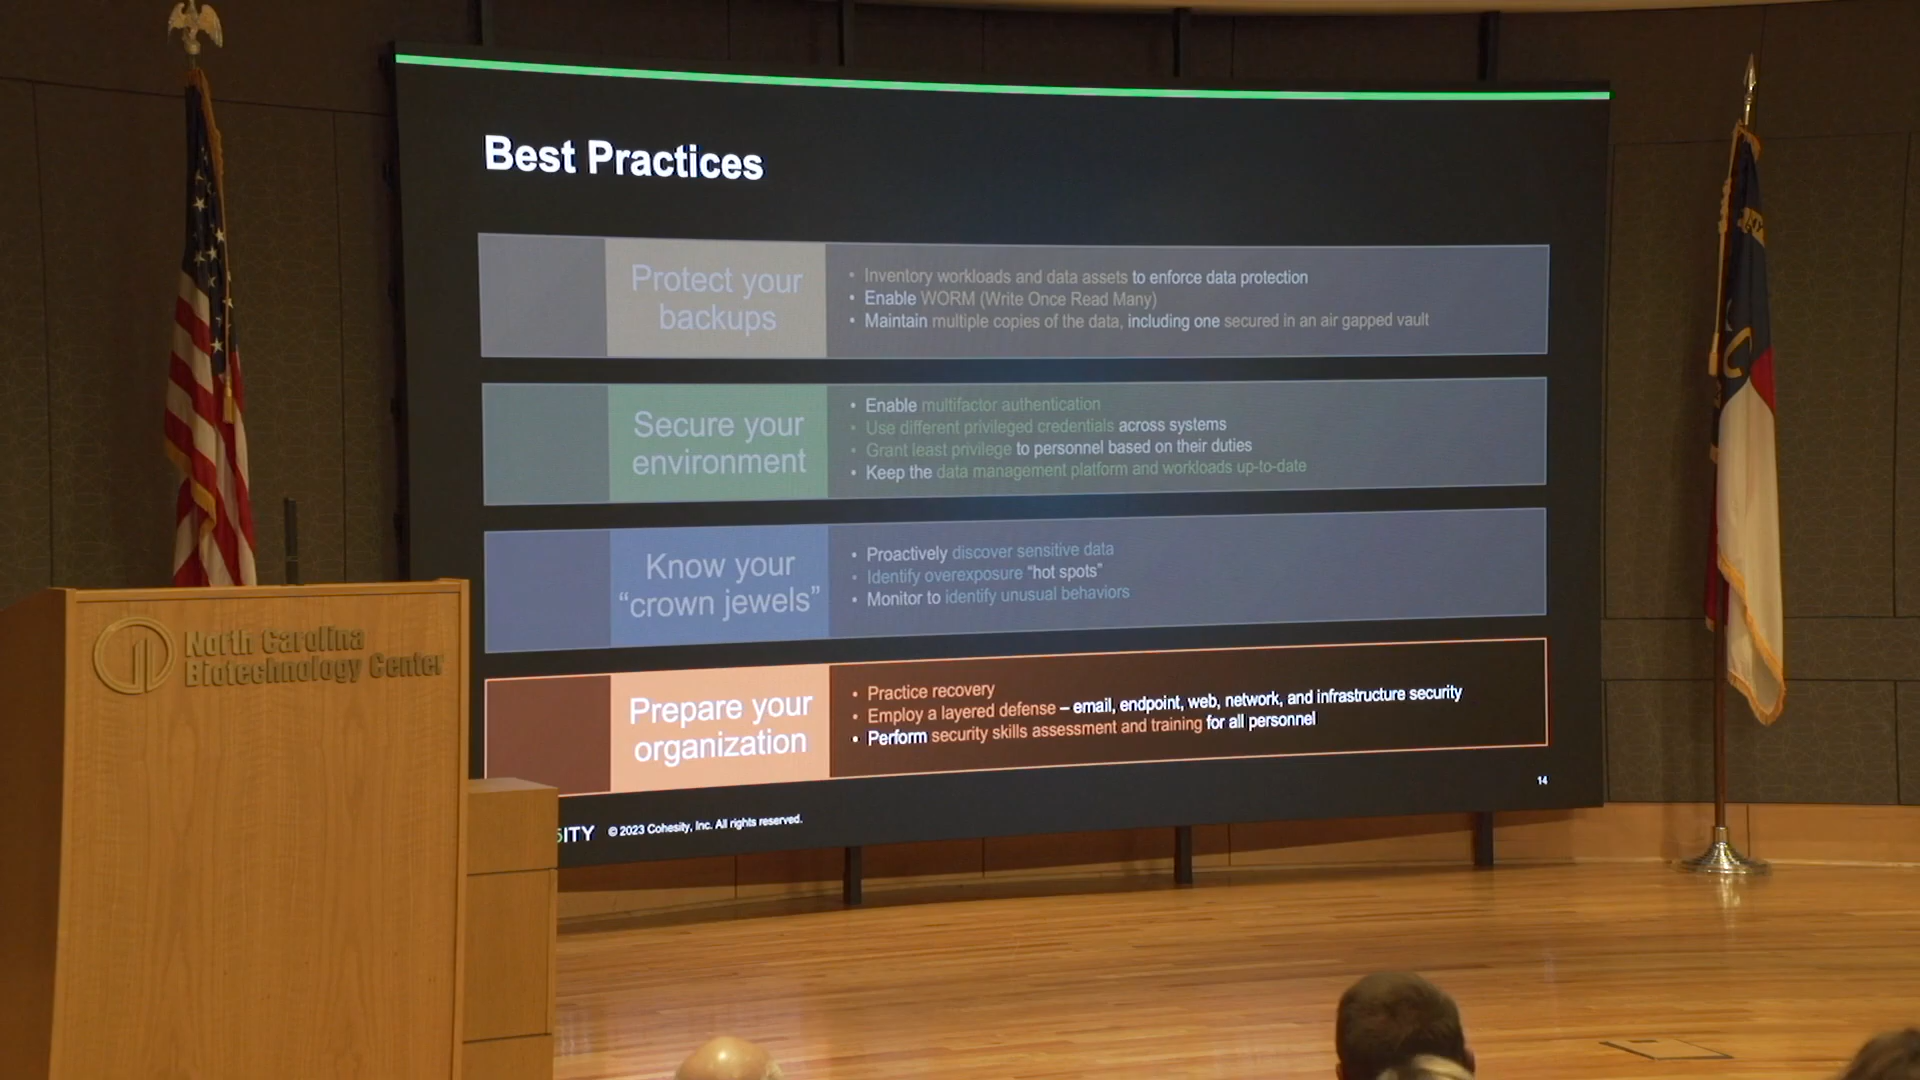 Best Practices
Protect your
backups
• Inventory workloads and data assets to enforce data protection
• Enable WORM (Write Once Read Many)
• Maintain multiple copies of the data, including one secured in an air gapped vault
Secure your
environment
• Enable multifactor authentication
• Use different privileged credentials across systems
• Grant least privilege to personnel based on their duties
• Keep the data management platform and workloads up-to-date
Know your
“crown jewels”
• Proactively discover sensitive data
• Identify overexposure “hot spots”
• Monitor to identify unusual behaviors
Prepare your
organization
• Practice recovery
• Employ a layered defense – email, endpoint, web, network, and infrastructure security
• Perform security skills assessment and training for all personnel
14
SITY © 2023 Cohesity, Inc. All rights reserved.
North Carolina
Biotechnology Center